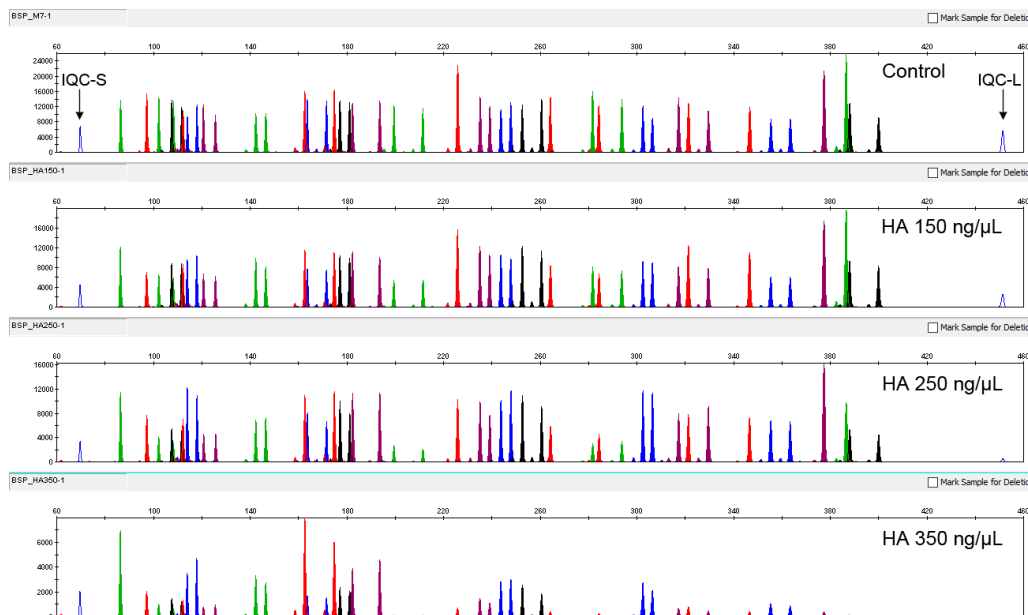 BSP_M7-1 Mark Sample for Deletic
60 100 140 180 220 260 300 340 380 420 460
24000
20000
16000
12000
8000
4000
0
IQC-S
Control
IQC-L
BSP_HA150-1 Mark Sample for Deletic
60 100 140 180 220 260 300 340 380 420 460
16000
12000
8000
4000
0
HA 150 ng/µL
BSP_HA250-1 Mark Sample for Deletic
60 100 140 180 220 260 300 340 380 420 460
16000
12000
8000
4000
0
HA 250 ng/µL
BSP_HA350-1 Mark Sample for Deletic
60 100 140 180 220 260 300 340 380 420 460
6000
4000
2000
HA 350 ng/µL